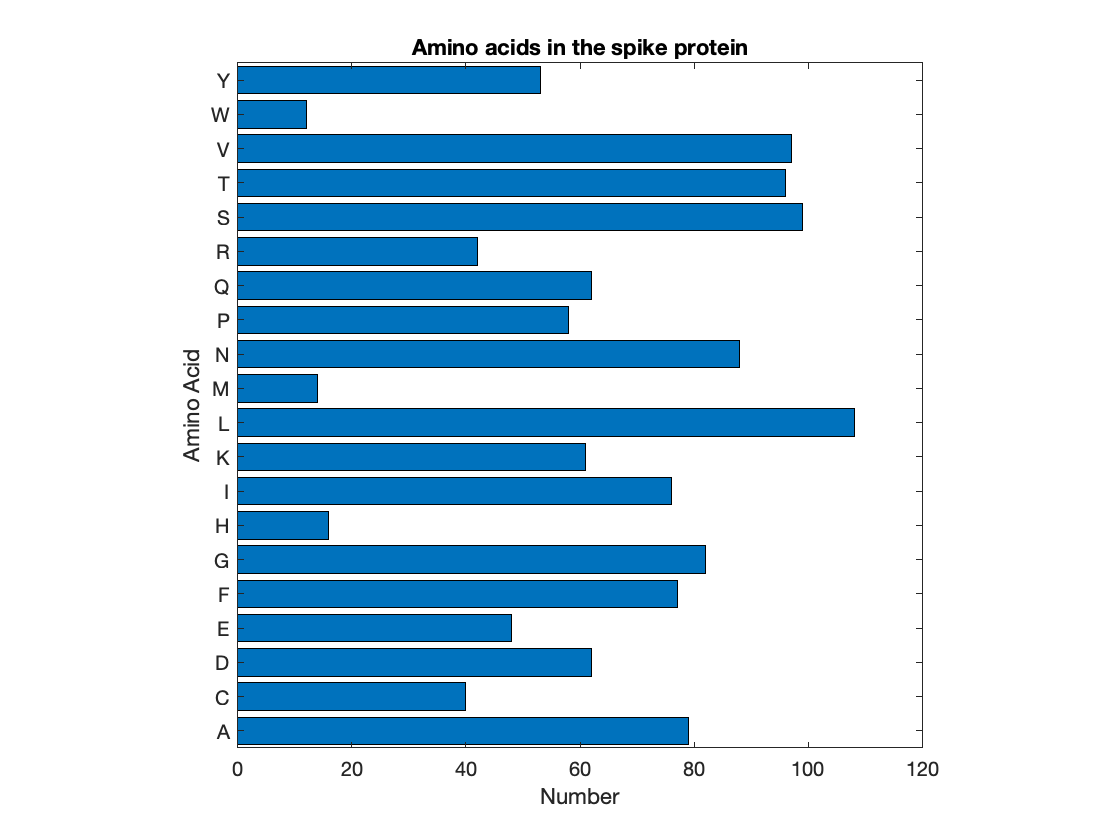 Amino acids in the spike protein
Y
W
V
T
S
R
Q
P
N
M
L
K
I
H
G
F
E
D
C
A
Amino Acid
0 20 40 60 80 100 120
Number